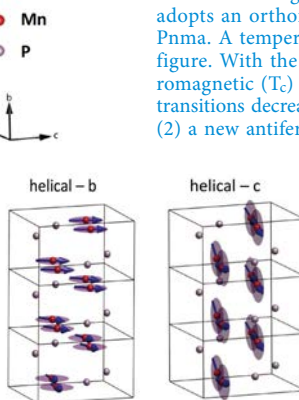 Mn
P
b
c
adopts an ortho
Pnma. A temper
figure. With the
romagnetic (Tc)
transitions decrea
(2) a new antifer
helical – b
helical – c